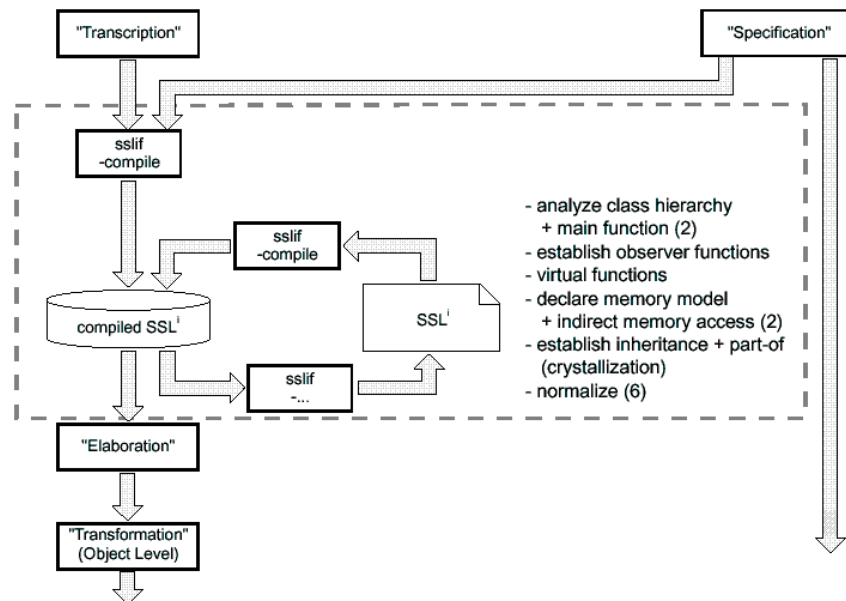 "Transcription"
"Specification"
sslif
-compile
sslif
-compile
- analyze class hierarchy
+ main function (2)
- establish observer functions
- virtual functions
- declare memory model
+ indirect memory access (2)
- establish inheritance + part-of
(crystallization)
- normalize (6)
compiled SSLⁱ
SSLⁱ
sslif
-...
"Elaboration"
"Transformation"
(Object Level)